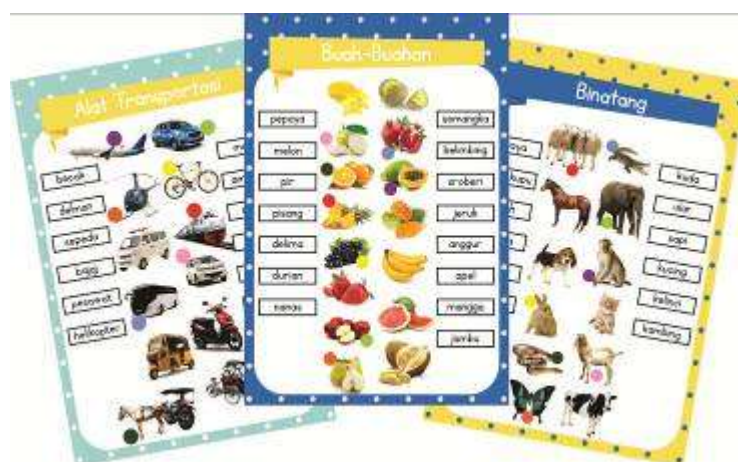 Alat Transportasi
becak
delman
sepeda
bajaj
pesawat
helikopter
Buah-Buahan
pepaya
melon
pir
pisang
delima
durian
nanas
semangka
belimbing
stroberi
jeruk
anggur
apel
mangga
jambu
Binatang
kuda
ular
sapi
kucing
kelinci
kambing